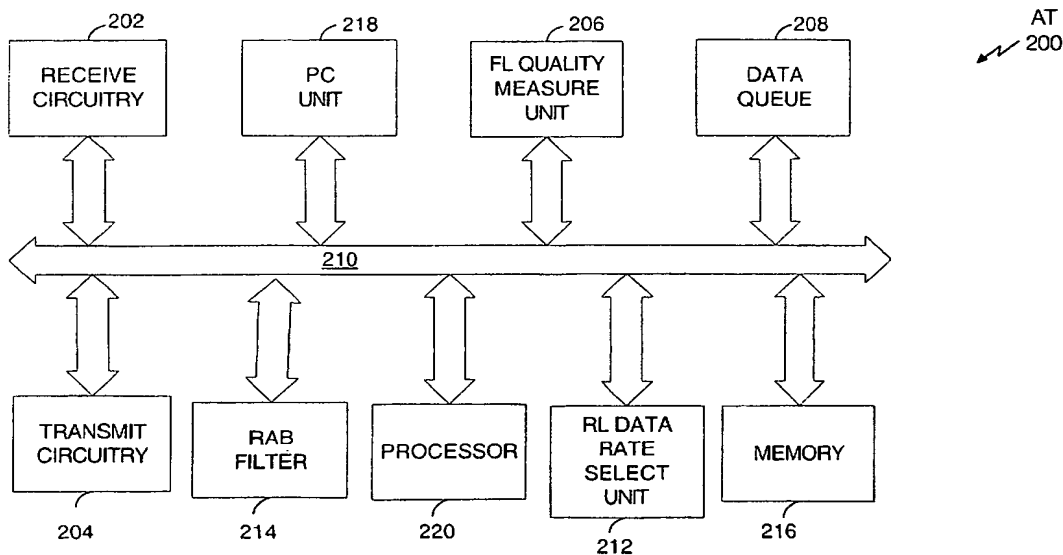 202
218
206
208
AT
200
RECEIVE
CIRCUITRY
PC
UNIT
FL QUALITY
MEASURE
UNIT
DATA
QUEUE
210
TRANSMIT
CIRCUITRY
RAB
FILTER
PROCESSOR
RL DATA
RATE
SELECT
UNIT
MEMORY
204
214
220
212
216